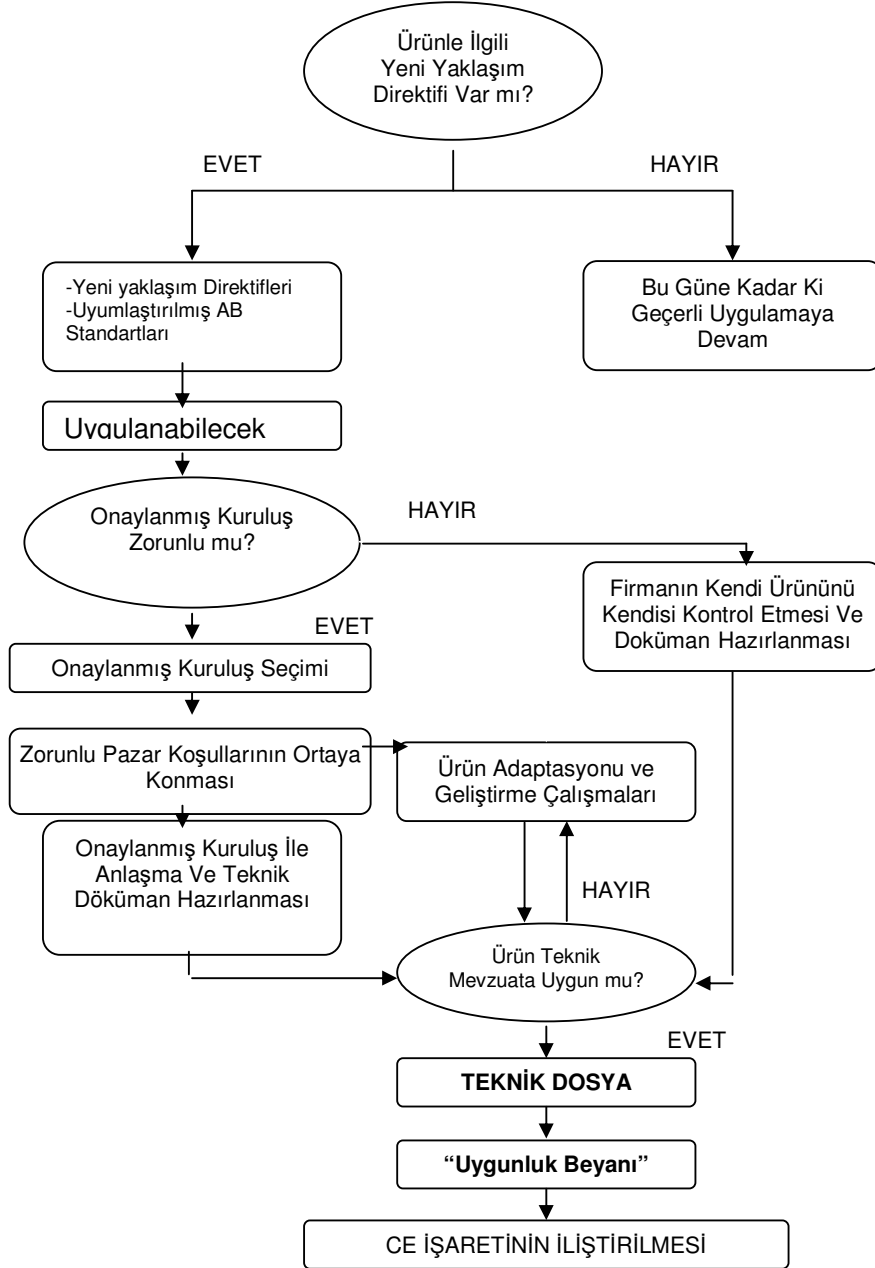 Ürünle İlgili
Yeni Yaklaşım
Direktifi Var mı?
EVET
HAYIR
-Yeni yaklaşım Direktifleri
-Uyumlaştırılmış AB
Standartları
Bu Güne Kadar Ki
Geçerli Uygulamaya
Devam
Uygulanabilecek
Onaylanmış Kuruluş
Zorunlu mu?
HAYIR
Firmanın Kendi Ürününü
Kendisi Kontrol Etmesi Ve
Doküman Hazırlanması
EVET
Onaylanmış Kuruluş Seçimi
Zorunlu Pazar Koşullarının Ortaya
Konması
Ürün Adaptasyonu ve
Geliştirme Çalışmaları
Onaylanmış Kuruluş İle
Anlaşma Ve Teknik
Döküman Hazırlanması
HAYIR
Ürün Teknik
Mevzuata Uygun mu?
EVET
TEKNİK DOSYA
“Uygunluk Beyanı”
CE İŞARETİNİN İLİŞTİRİLMESİ